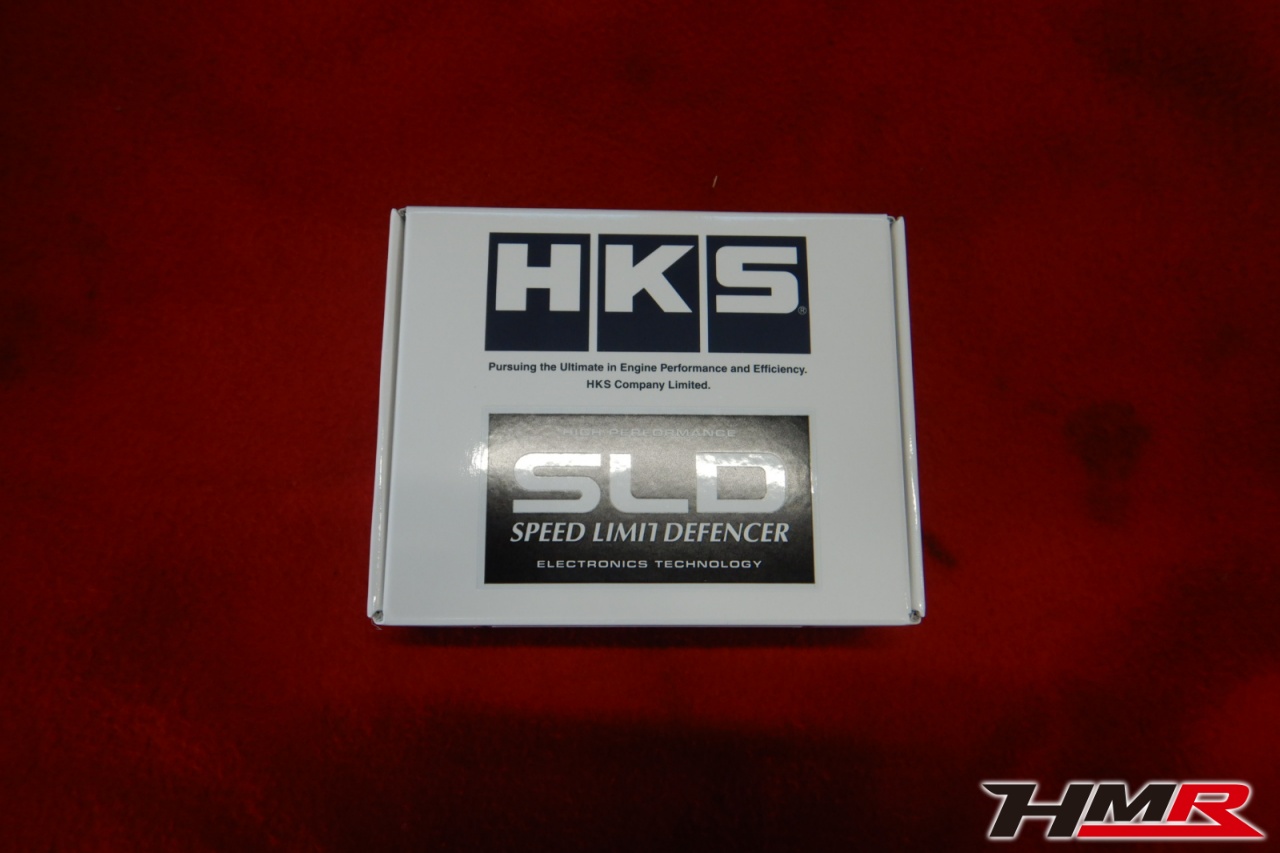 HKS®
Pursuing the Ultimate in Engine Performance and Efficiency.
HKS Company Limited.
HIGH PERFORMANCE
SLD
SPEED LIMIT DEFENCER
ELECTRONICS TECHNOLOGY
HMR